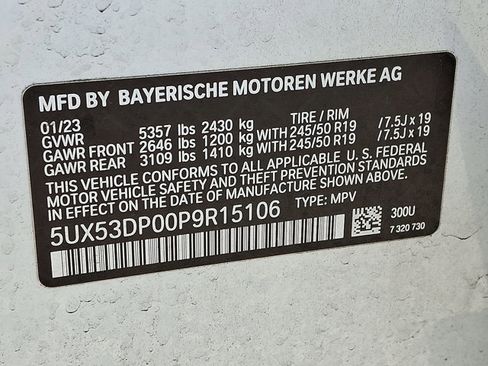 MFD BY BAYERISCHE MOTOREN WERKE AG
01/23 TIRE / RIM
GVWR 5357 lbs 2430 kg
GAWR FRONT 2646 lbs 1200 kg WITH 245/50 R19 /7.5J x 19
GAWR REAR 3109 lbs 1410 kg WITH 245/50 R19 /7.5J x 19
THIS VEHICLE CONFORMS TO ALL APPLICABLE U. S. FEDERAL
MOTOR VEHICLE SAFETY AND THEFT PREVENTION STANDARDS
IN EFFECT ON THE DATE OF MANUFACTURE SHOWN ABOVE.
5UX53DP00P9R15106 TYPE: MPV
300U
7 320 730